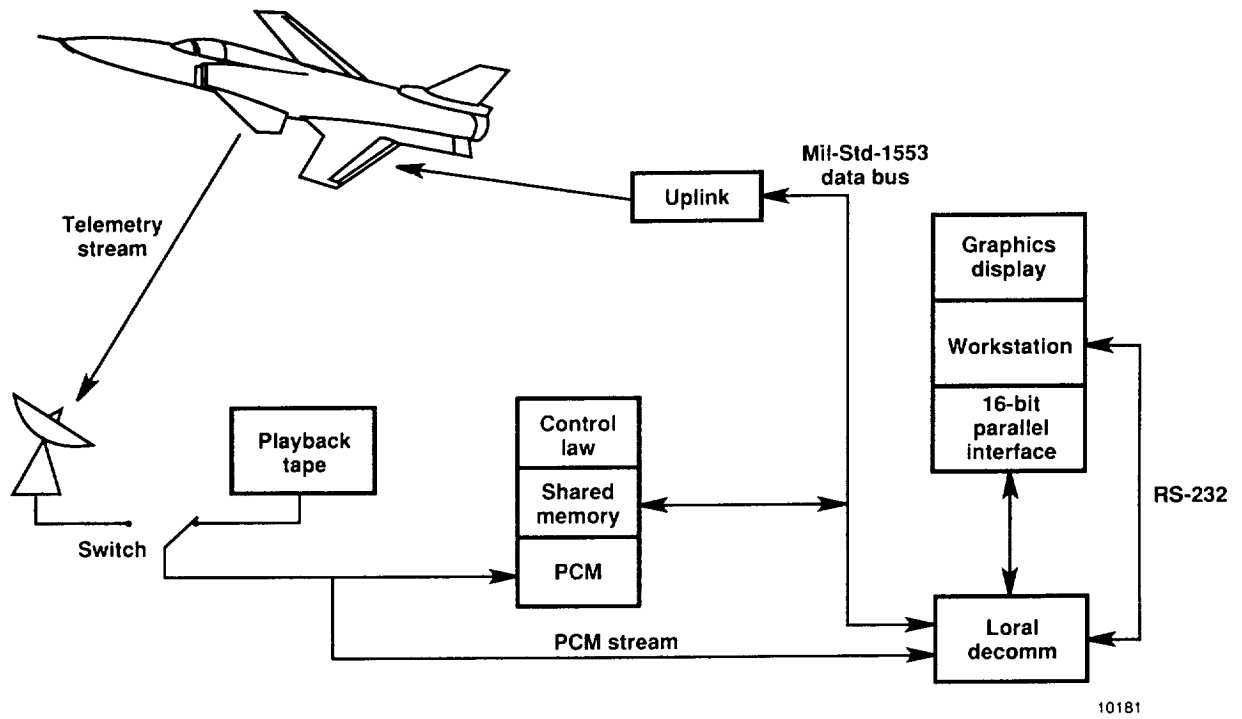 Mil-Std-1553
data bus
Uplink
Telemetry
stream
Graphics
display
Workstation
16-bit
parallel
interface
Playback
tape
Control
law
Shared
memory
PCM
Switch
RS-232
PCM stream
Loral
decomm
10181